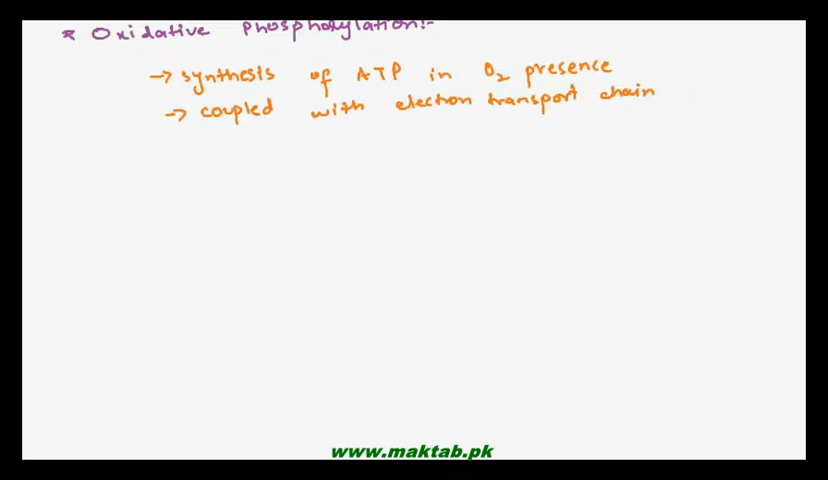 * Oxidative Phosphorylation:-
→ synthesis of ATP in O₂ presence
→ coupled with electron transport chain
www.maktab.pk